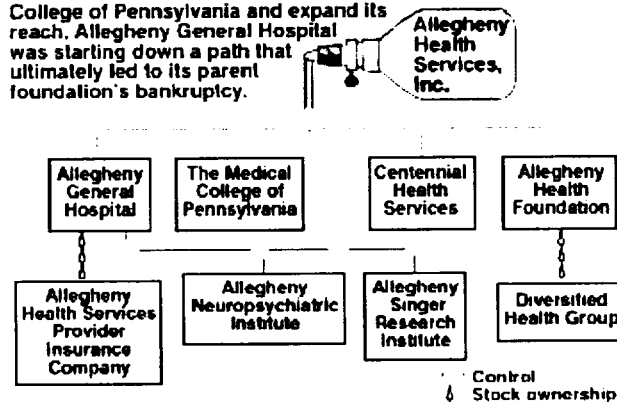 College of Pennsylvania and expand its
reach, Allegheny General Hospital
was starting down a path that
ultimately led to its parent
foundation's bankruptcy.
Allegheny
Health
Services,
Inc.
Allegheny
General
Hospital
The Medical
College of
Pennsylvania
Centennial
Health
Services
Allegheny
Health
Foundation
Allegheny
Health Services
Provider
Insurance
Company
Allegheny
Neuropsychiatric
Institute
Allegheny
Singer
Research
Institute
Diversified
Health Group
Control
Stock ownership